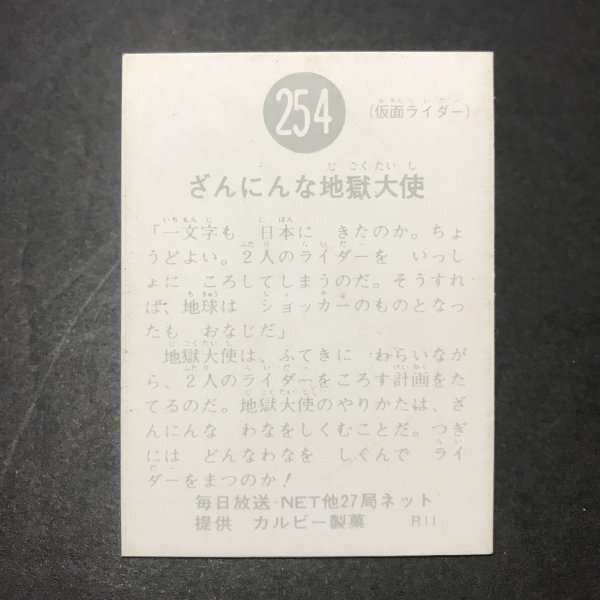 254
(仮面ライダー)
ざんにんな地獄大使
「一文字も 日本に きたのか。ちょ
うどよい。2人のライダーを いっし
ょに ころしてしまうのだ。そうすれ
ば、地球は ショッカーのものとなっ
たも おなじだ」
地獄大使は、ふてきに わらいなが
ら、2人のライダーをころす計画をた
てるのだ。地獄大使のやりかたは、ざ
んにんな わなをしくむことだ。つぎ
には どんなわなを しくんで ライ
ダーをまつのか!
毎日放送・NET他27局ネット
提供 カルビー製菓 R11